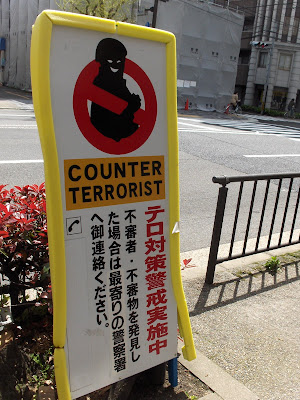 COUNTER
TERRORIST
テロ対策警戒実施中
不審者・不審物を発見し
た場合は最寄りの警察署
へ御連絡ください。